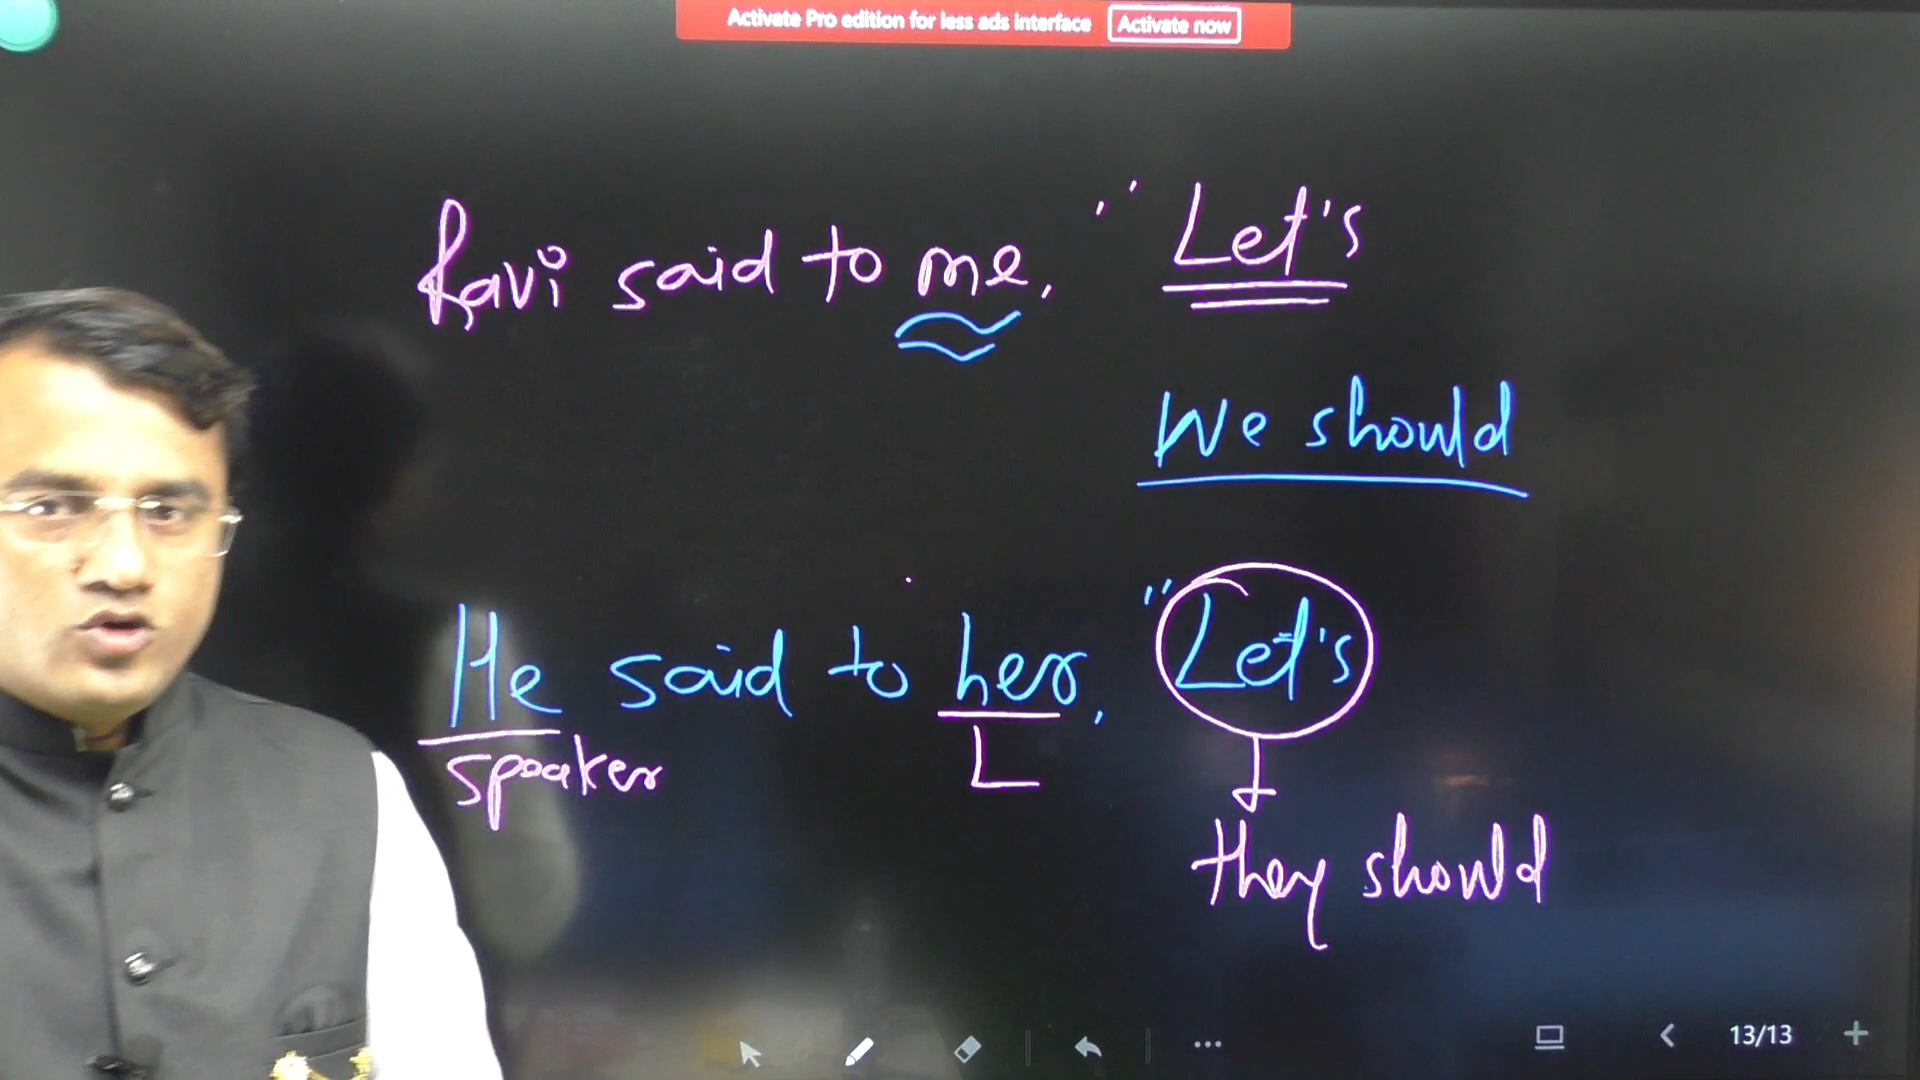 Activate Pro edition for less ads interface Activate now
Ravi said to me, "Let's
We should
He said to her, "Let's
speaker L
they should
13/13